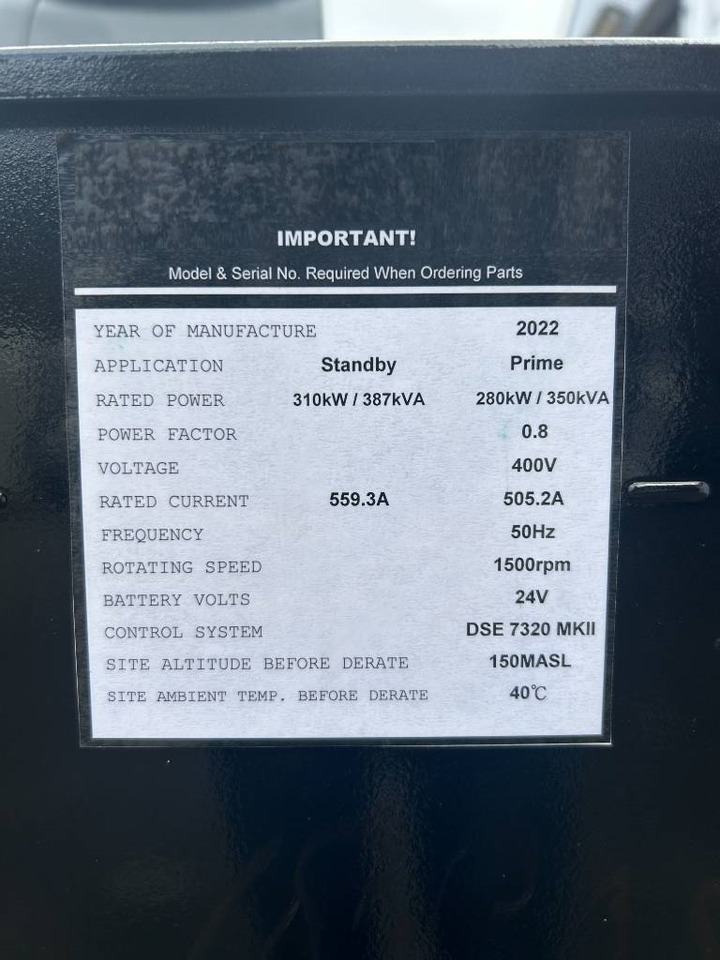 IMPORTANT!
Model & Serial No. Required When Ordering Parts
YEAR OF MANUFACTURE 2022
APPLICATION Standby Prime
RATED POWER 310kW / 387kVA 280kW / 350kVA
POWER FACTOR 0.8
VOLTAGE 400V
RATED CURRENT 559.3A 505.2A
FREQUENCY 50Hz
ROTATING SPEED 1500rpm
BATTERY VOLTS 24V
CONTROL SYSTEM DSE 7320 MKII
SITE ALTITUDE BEFORE DERATE 150MASL
SITE AMBIENT TEMP. BEFORE DERATE 40℃